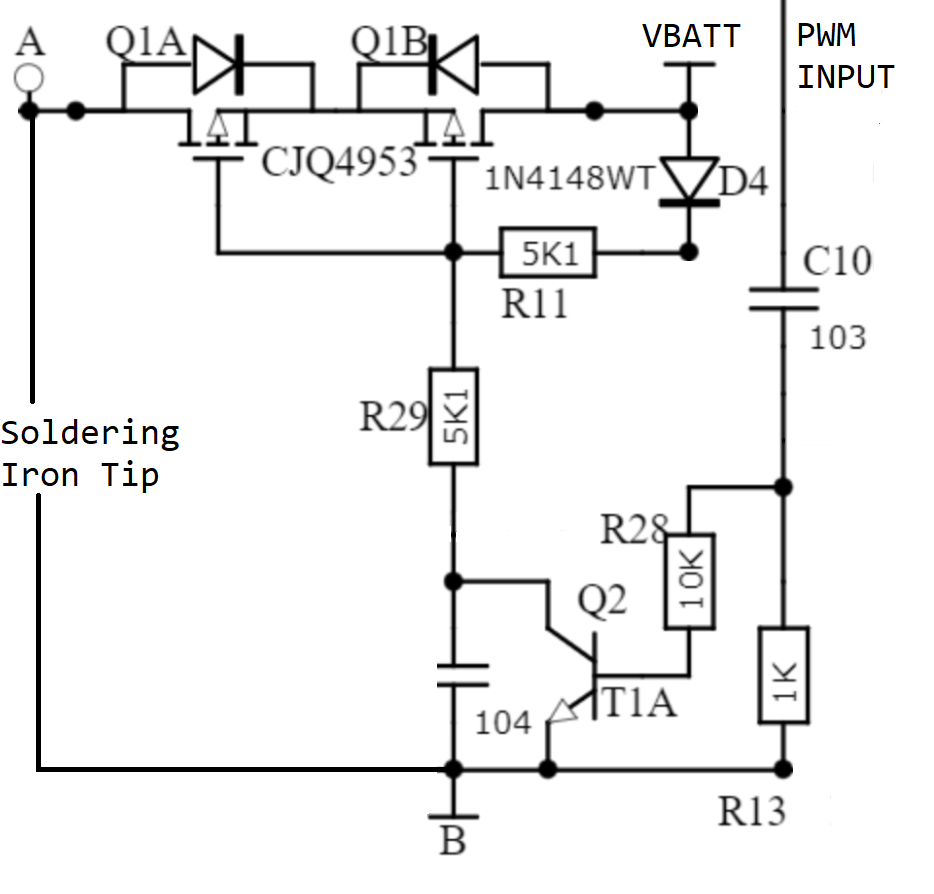 A
Q1A
Q1B
VBATT
PWM
INPUT
CJQ4953
1N4148WT
D4
5K1
R11
C10
103
R29
5K1
Soldering
Iron Tip
R28
10K
Q2
T1A
1K
104
R13
B